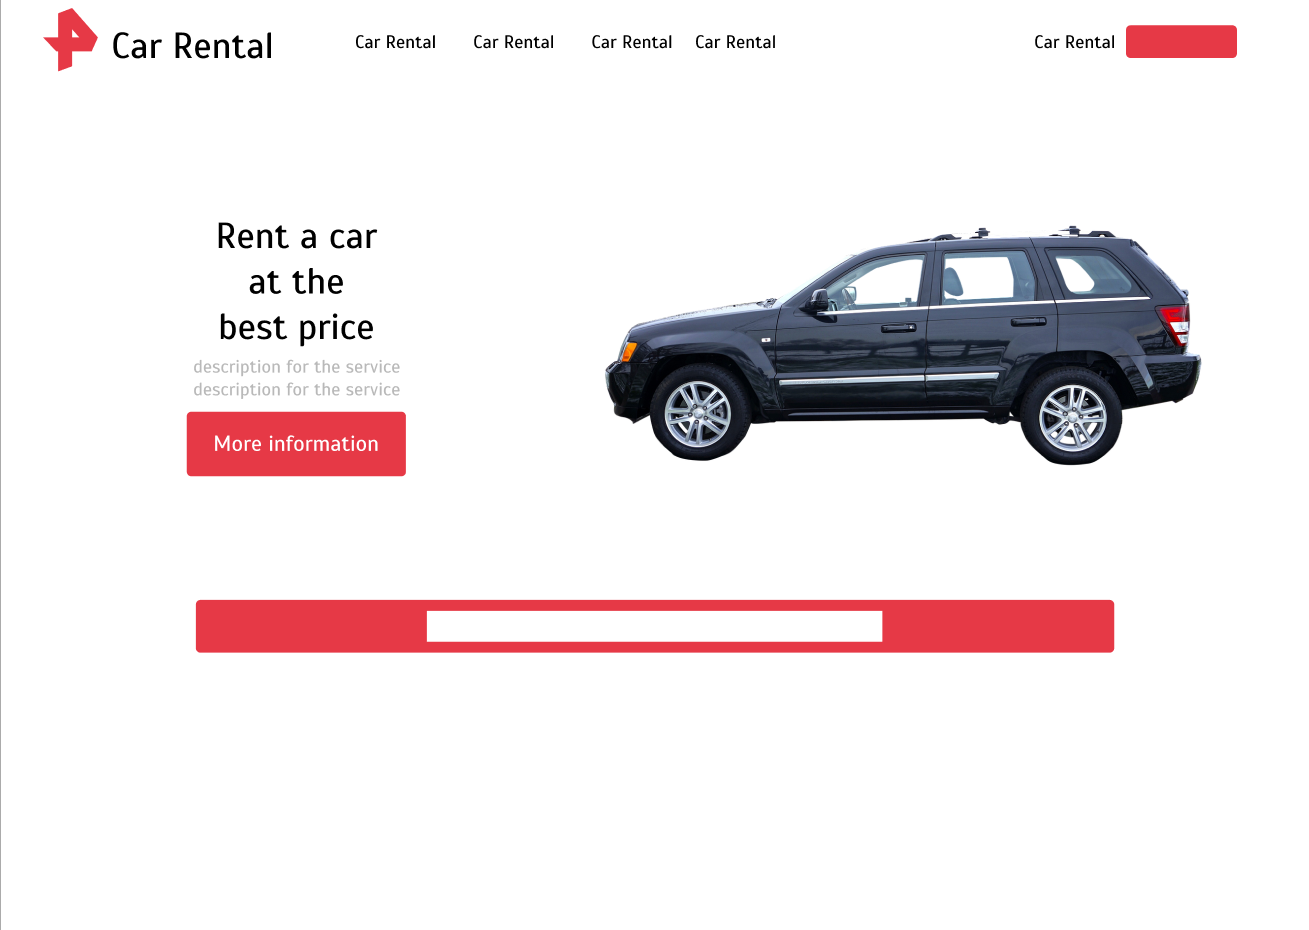 Car Rental
Car Rental
Car Rental
Car Rental
Car Rental
Car Rental
Rent a car
at the
best price
description for the service
description for the service
More information